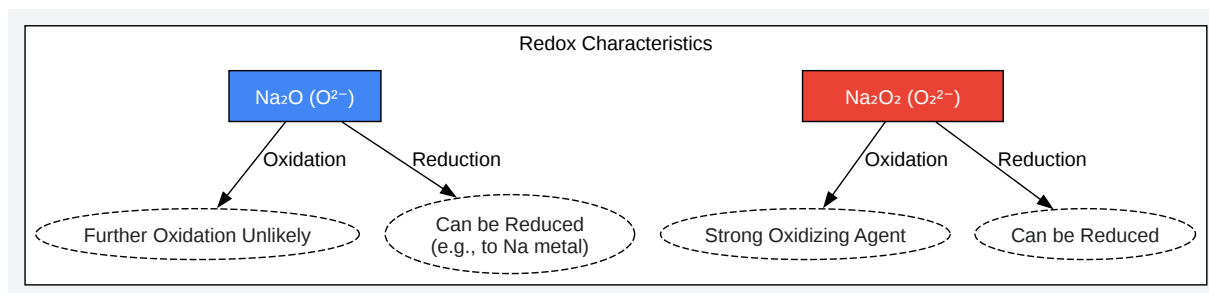 Redox Characteristics
Na₂O (O²⁻)
Na₂O₂ (O₂²⁻)
Oxidation
Reduction
Oxidation
Reduction
Further Oxidation Unlikely
Can be Reduced
(e.g., to Na metal)
Strong Oxidizing Agent
Can be Reduced